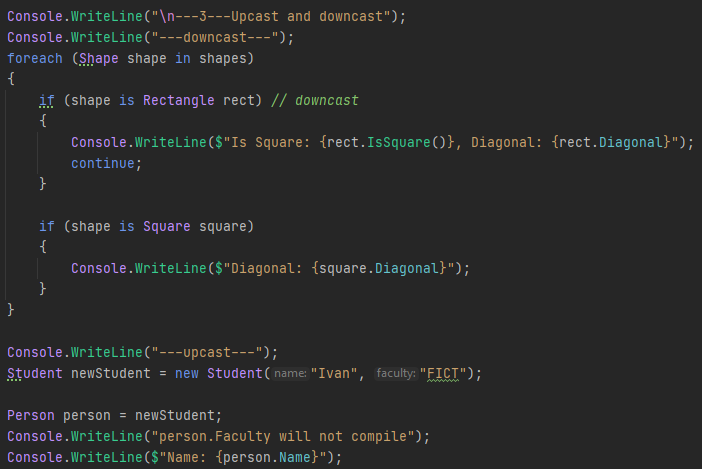 Console.WriteLine("\n---3---Upcast and downcast");
Console.WriteLine("---downcast---");
foreach (Shape shape in shapes)
{
    if (shape is Rectangle rect) // downcast
    {
        Console.WriteLine($"Is Square: {rect.IsSquare()}, Diagonal: {rect.Diagonal}");
        continue;
    }

    if (shape is Square square)
    {
        Console.WriteLine($"Diagonal: {square.Diagonal}");
    }
}

Console.WriteLine("---upcast---");
Student newStudent = new Student(name: "Ivan", faculty: "FICT");

Person person = newStudent;
Console.WriteLine("person.Faculty will not compile");
Console.WriteLine($"Name: {person.Name}");